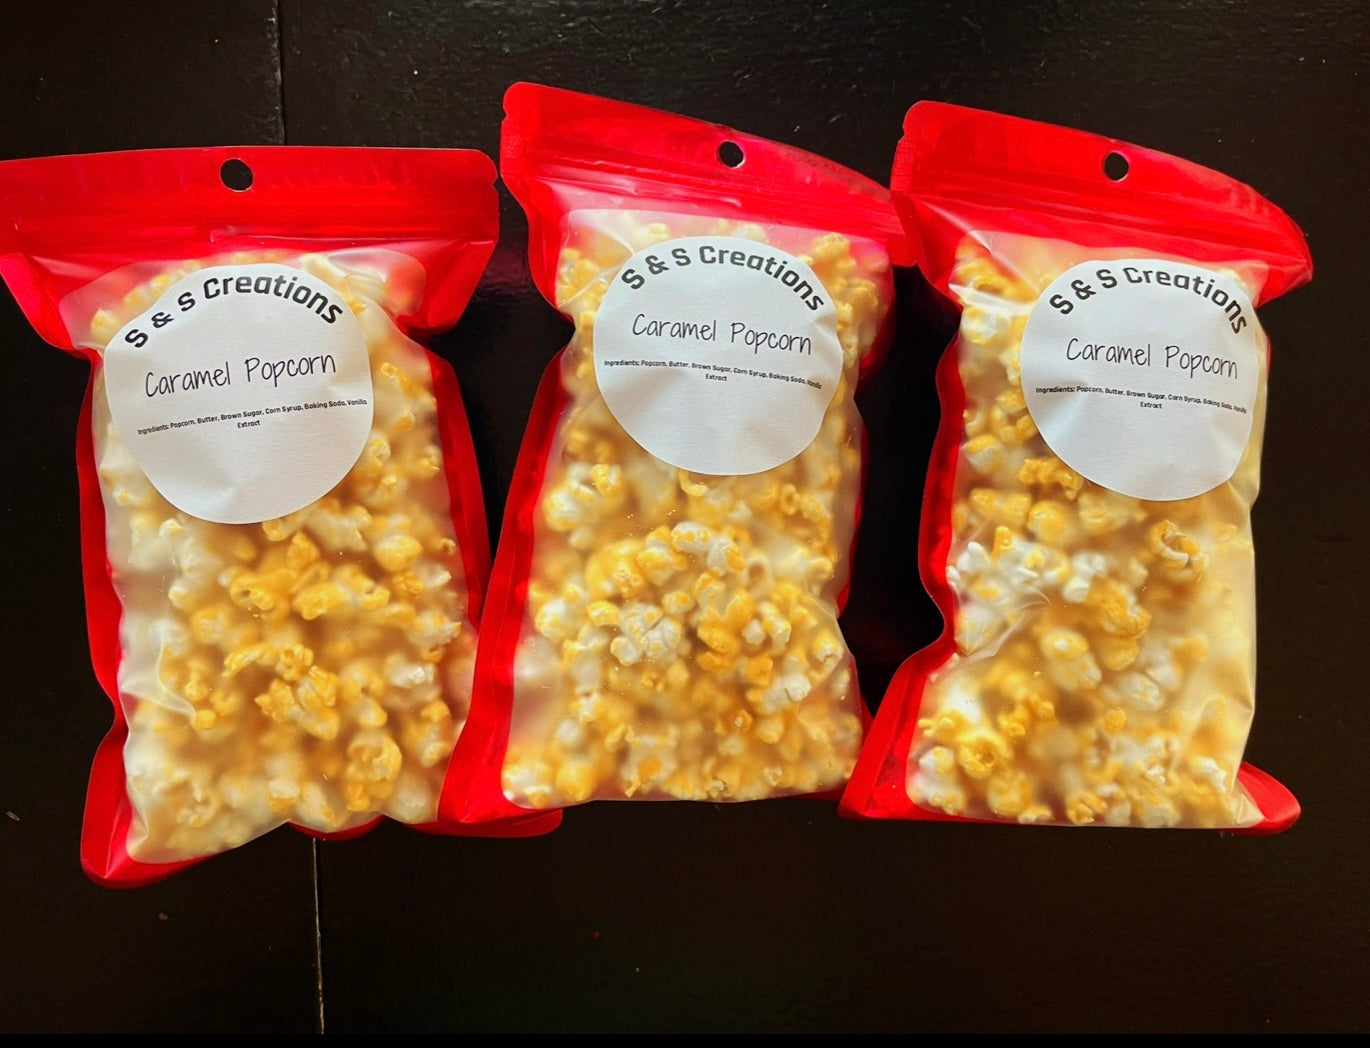 S & S Creations
Caramel Popcorn
Ingredients: Popcorn, Butter, Brown Sugar, Corn Syrup, Baking Soda, Vanilla
Extract
S & S Creations
Caramel Popcorn
Ingredients: Popcorn, Butter, Brown Sugar, Corn Syrup, Baking Soda, Vanilla
Extract
S & S Creations
Caramel Popcorn
Ingredients: Popcorn, Butter, Brown Sugar, Corn Syrup, Baking Soda, Vanilla
Extract